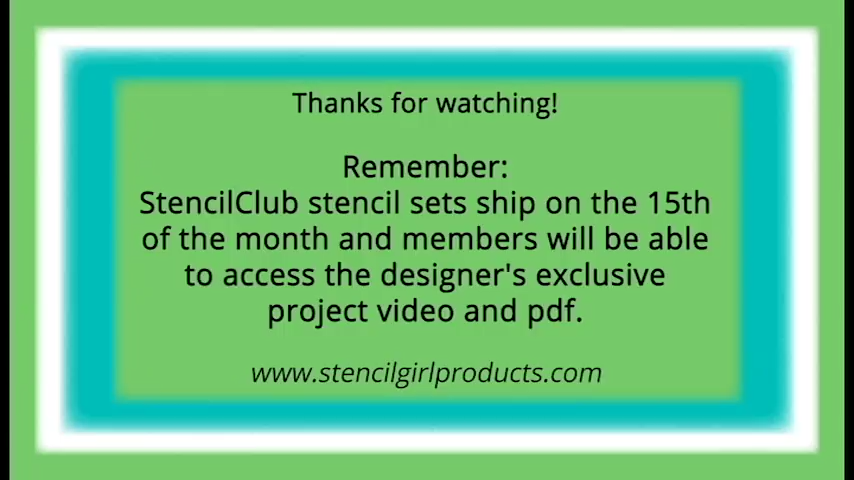 Thanks for watching!
Remember:
StencilClub stencil sets ship on the 15th
of the month and members will be able
to access the designer's exclusive
project video and pdf.
www.stencilgirlproducts.com